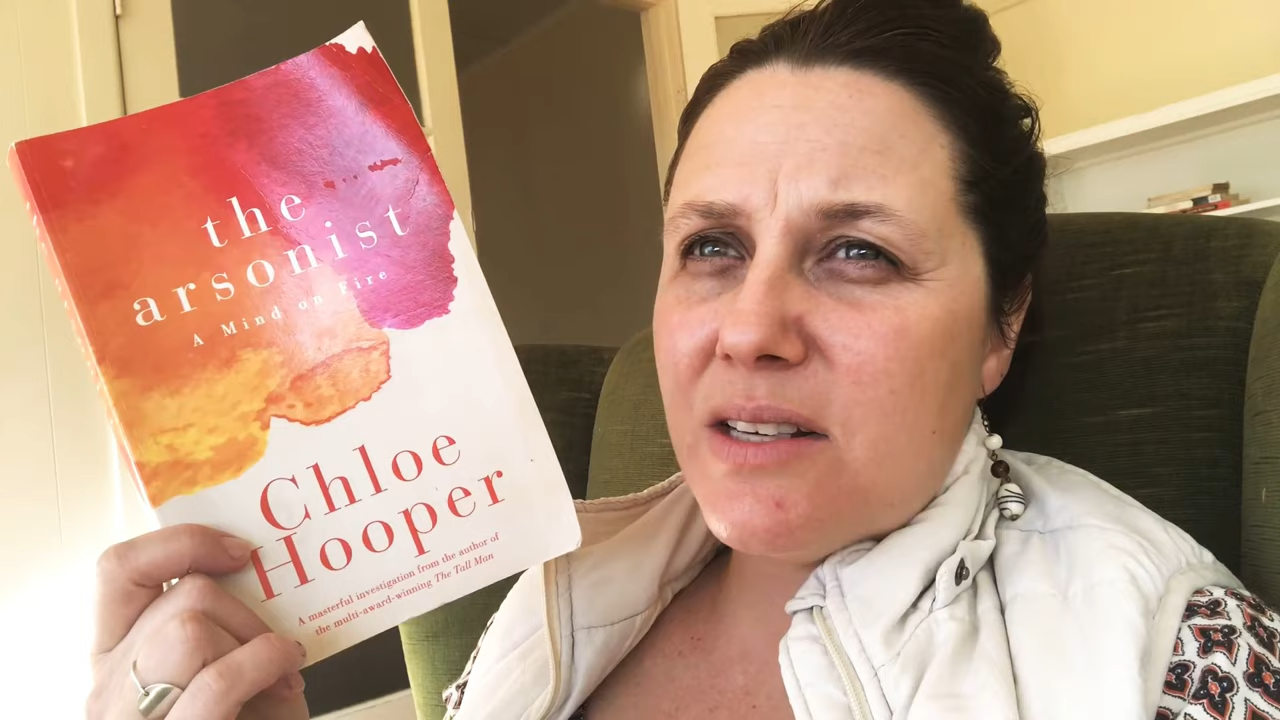 the
arsonist
A Mind on Fire
Chloe
Hooper
A masterful investigation from the author of
the multi-award-winning The Tall Man